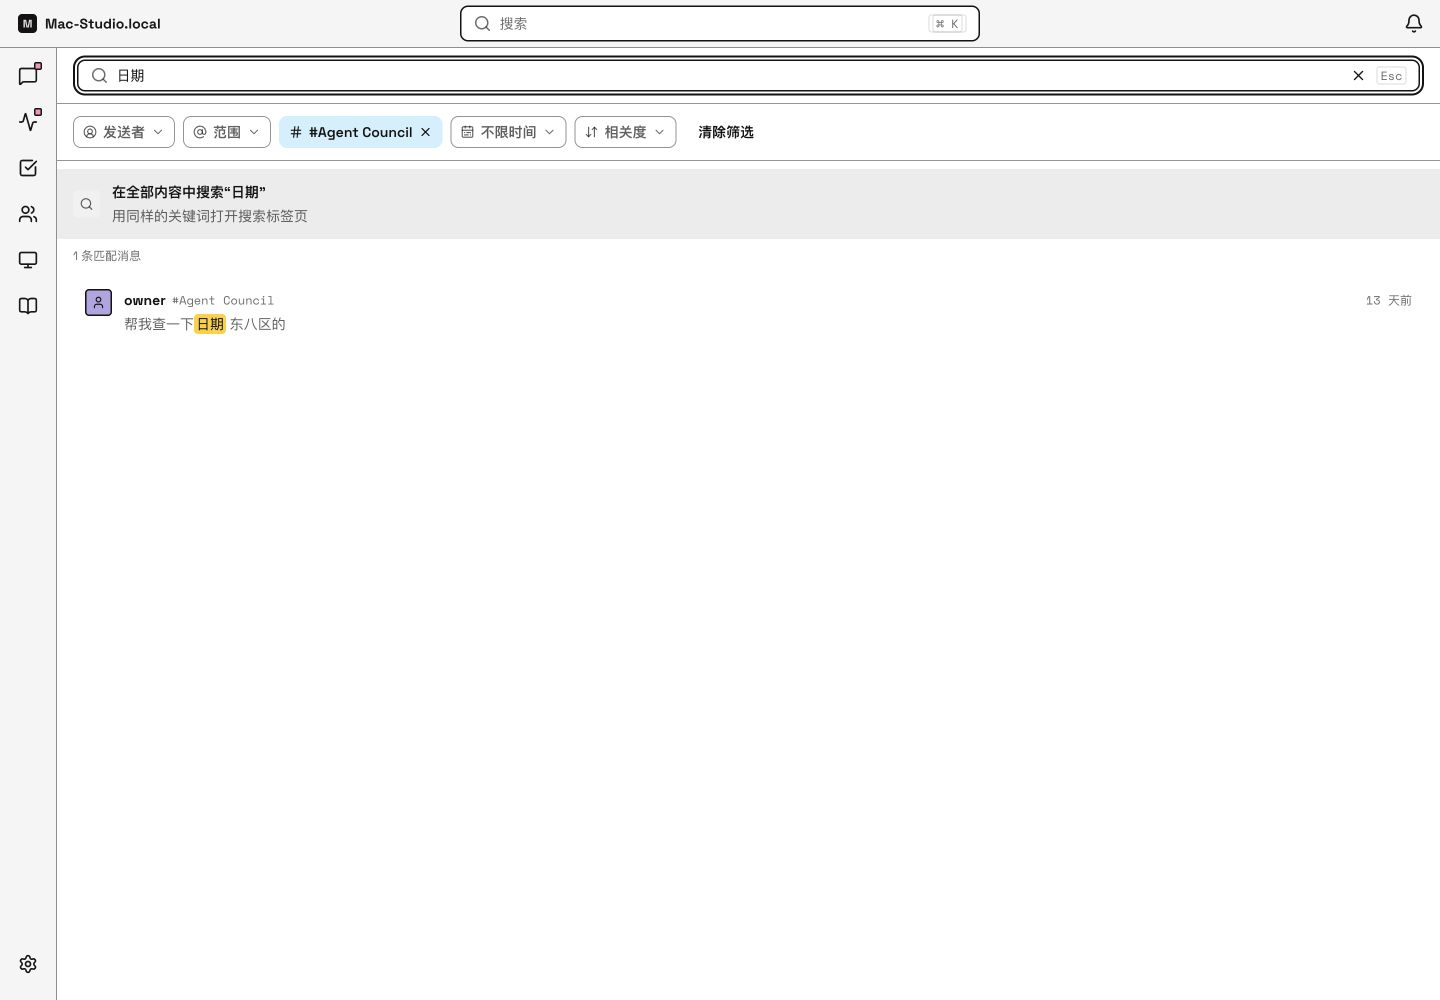 M Mac-Studio.local
搜索
⌘ K
日期
Esc
发送者
范围
#Agent Council
不限时间
相关度
清除筛选
在全部内容中搜索“日期”
用同样的关键词打开搜索标签页
1 条匹配消息
owner #Agent Council
13 天前
帮我查一下日期 东八区的